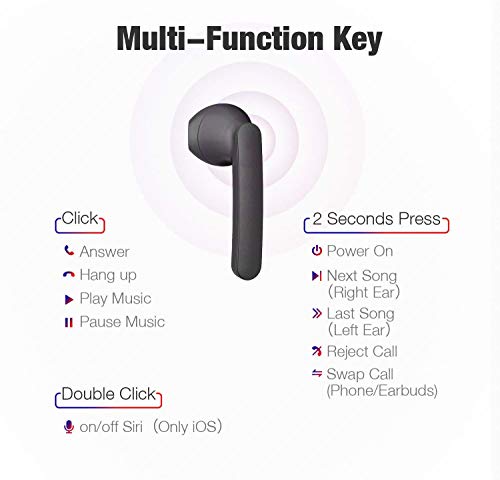 Multi-Function Key
Click
Answer
Hang up
Play Music
Pause Music
Double Click
on/off Siri（Only iOS）
2 Seconds Press
Power On
Next Song
（Right Ear)
Last Song
（Left Ear）
Reject Call
Swap Call
(Phone/Earbuds)